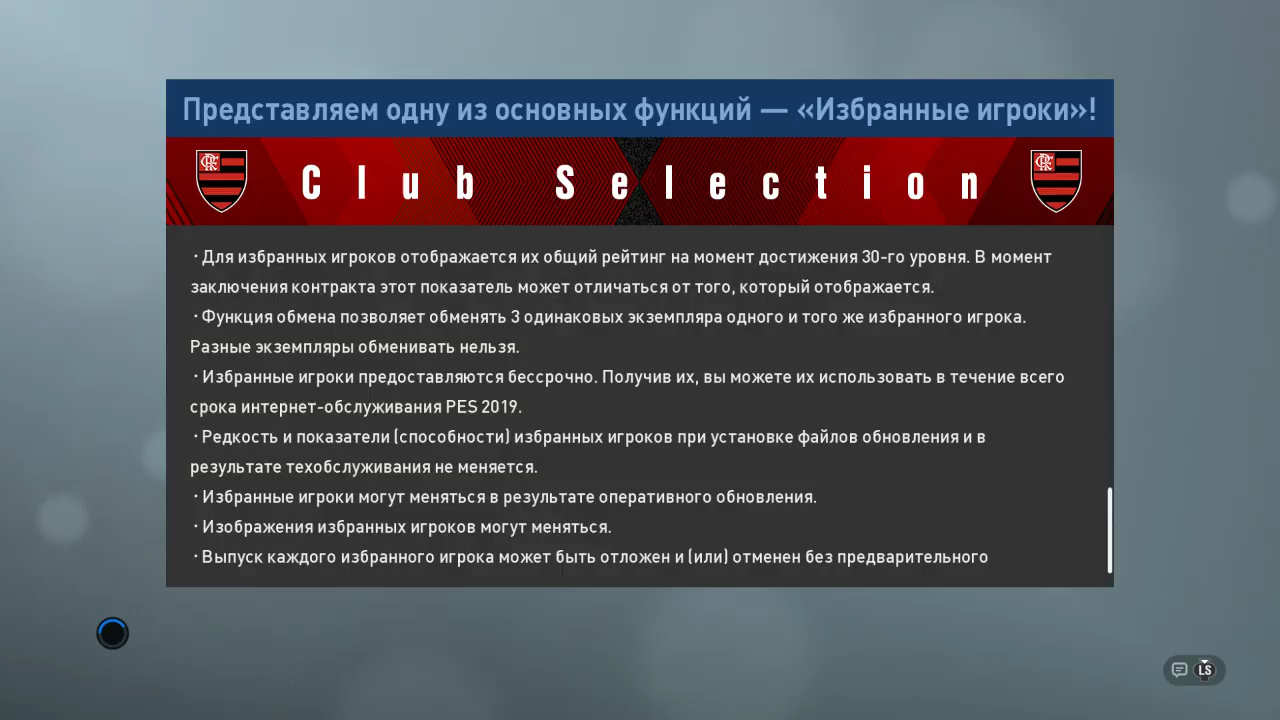 Представляем одну из основных функций — «Избранные игроки»!
Club Selection
·Для избранных игроков отображается их общий рейтинг на момент достижения 30-го уровня. В момент
заключения контракта этот показатель может отличаться от того, который отображается.
·Функция обмена позволяет обменять 3 одинаковых экземпляра одного и того же избранного игрока.
Разные экземпляры обменивать нельзя.
·Избранные игроки предоставляются бессрочно. Получив их, вы можете их использовать в течение всего
срока интернет-обслуживания PES 2019.
·Редкость и показатели (способности) избранных игроков при установке файлов обновления и в
результате техобслуживания не меняется.
·Избранные игроки могут меняться в результате оперативного обновления.
·Изображения избранных игроков могут меняться.
·Выпуск каждого избранного игрока может быть отложен и (или) отменен без предварительного
LS